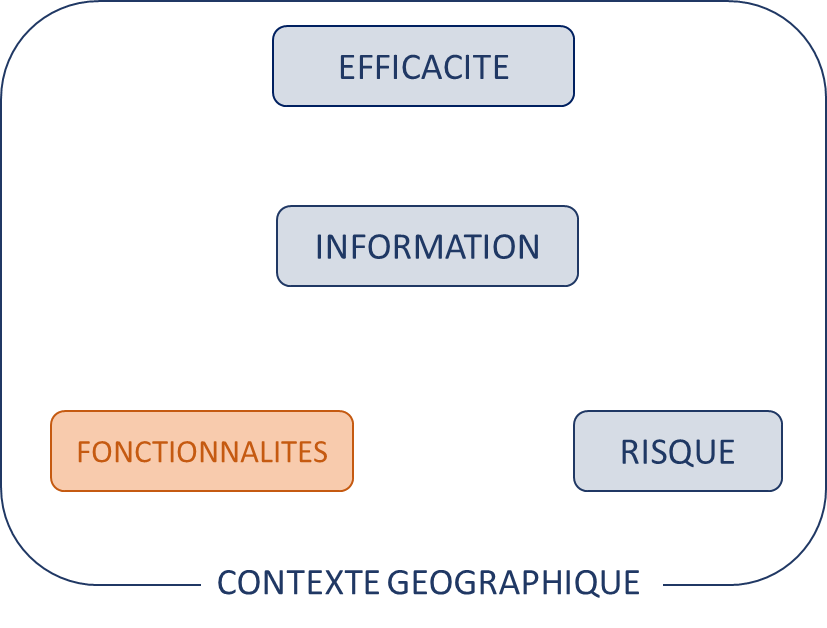 EFFICACITE
INFORMATION
FONCTIONNALITES
RISQUE
CONTEXTE GEOGRAPHIQUE